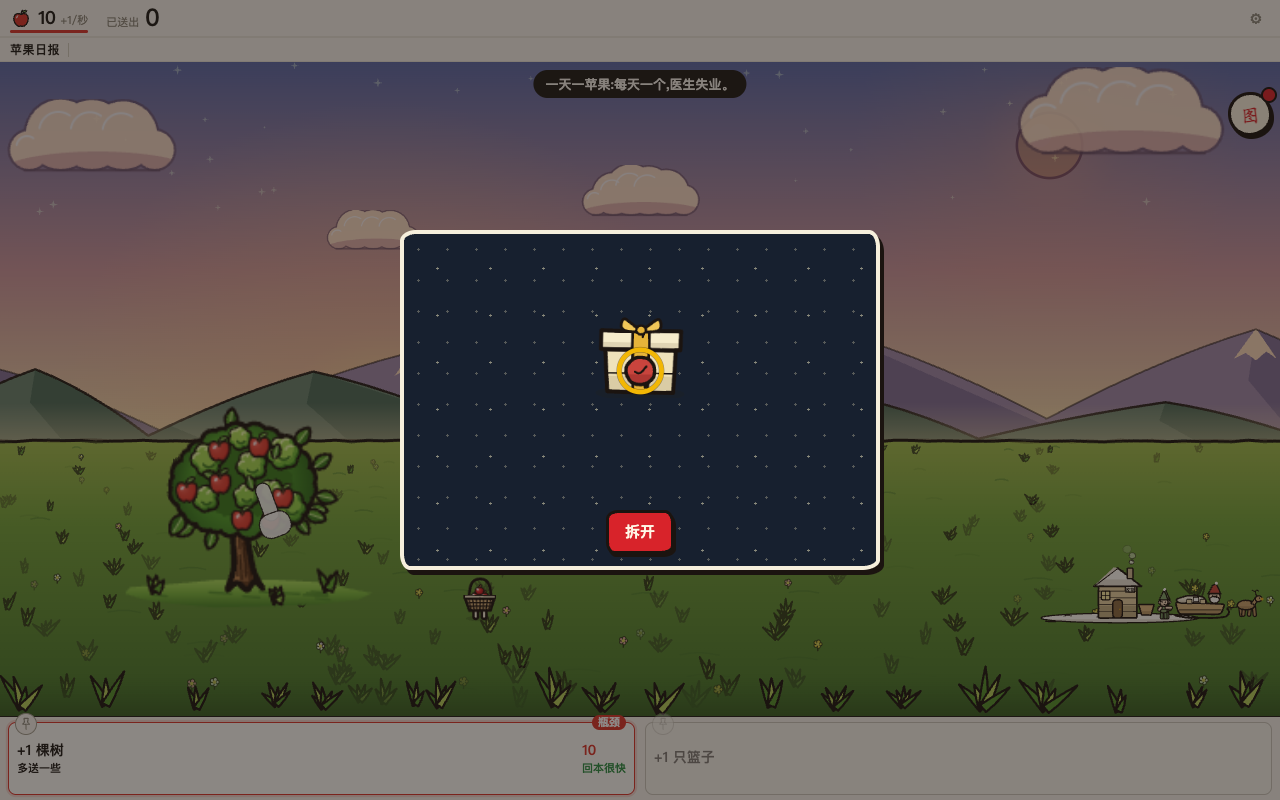 10 +1/秒 已送出 0
苹果日报
一天一苹果:每天一个,医生失业。
图
拆开
瓶颈
+1 棵树
10
多送一些
回本很快
+1 只篮子